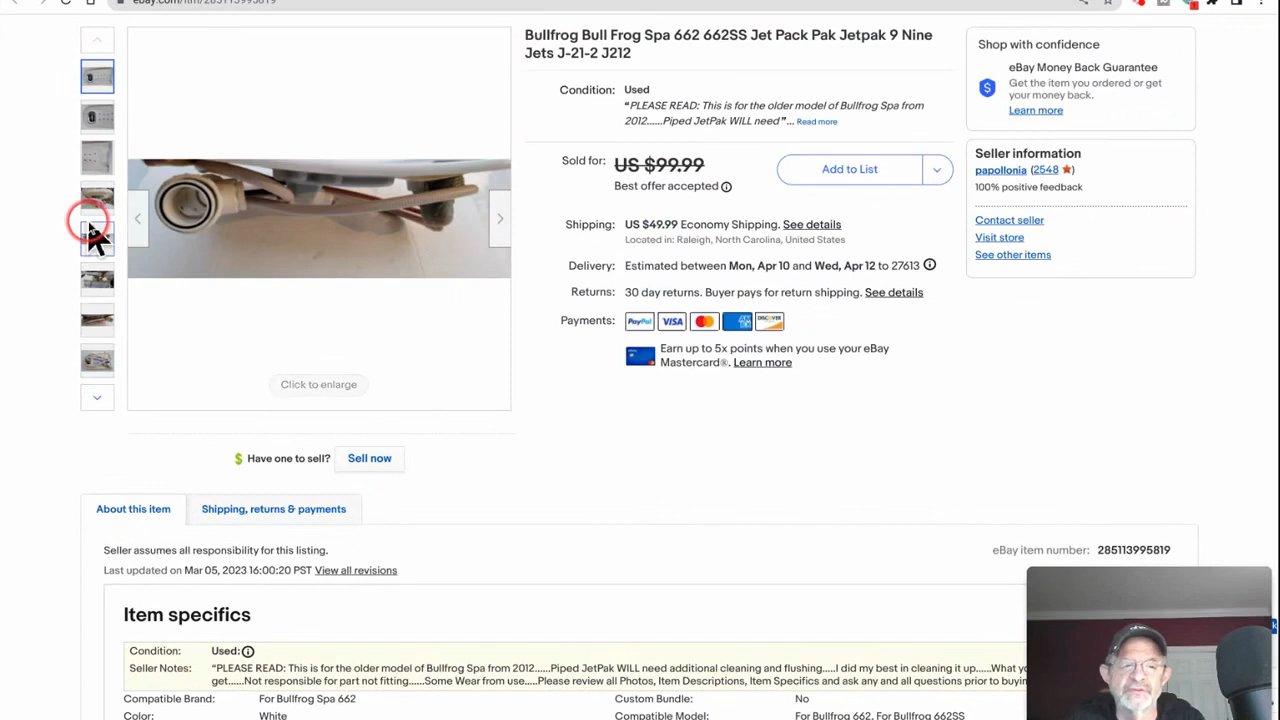 ebay.com/itm/285113995819
Bullfrog Bull Frog Spa 662 662SS Jet Pack Pak Jetpak 9 Nine
Jets J-21-2 J212
Condition: Used
“PLEASE READ: This is for the older model of Bullfrog Spa from
2012......Piped JetPak WILL need”... Read more
Sold for: US $99.99
Best offer accepted
Add to List
Shipping: US $49.99 Economy Shipping. See details
Located in: Raleigh, North Carolina, United States
Delivery: Estimated between Mon, Apr 10 and Wed, Apr 12 to 27613
Returns: 30 day returns. Buyer pays for return shipping. See details
Payments: PayPal VISA DISCOVER
Earn up to 5x points when you use your eBay
Mastercard®. Learn more
Shop with confidence
eBay Money Back Guarantee
Get the item you ordered or get
your money back.
Learn more
Seller information
papollonia (2548 )
100% positive feedback
Contact seller
Visit store
See other items
Click to enlarge
Have one to sell? Sell now
About this item
Shipping, returns & payments
Seller assumes all responsibility for this listing.
Last updated on Mar 05, 2023 16:00:20 PST View all revisions
eBay item number: 285113995819
Item specifics
Condition: Used:
Seller Notes: “PLEASE READ: This is for the older model of Bullfrog Spa from 2012......Piped JetPak WILL need additional cleaning and flushing.....I did my best in cleaning it up.....What
get......Not responsible for part not fitting.....Some Wear from use....Please review all Photos, Item Descriptions, Item Specifics and ask any and all questions prior to
Compatible Brand: For Bullfrog Spa 662
Custom Bundle: No
Color: White
Compatible Model: For Bullfrog 662, For Bullfrog 662SS